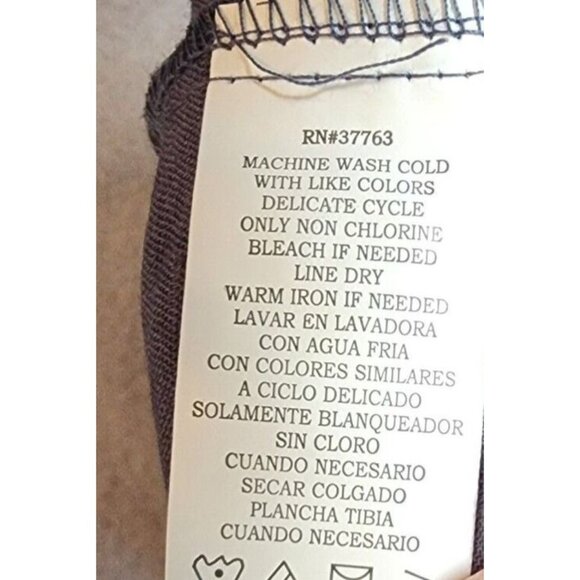 RN#37763
MACHINE WASH COLD
WITH LIKE COLORS
DELICATE CYCLE
ONLY NON CHLORINE
BLEACH IF NEEDED
LINE DRY
WARM IRON IF NEEDED
LAVAR EN LAVADORA
CON AGUA FRIA
CON COLORES SIMILARES
A CICLO DELICADO
SOLAMENTE BLANQUEADOR
SIN CLORO
CUANDO NECESARIO
SECAR COLGADO
PLANCHA TIBIA
CUANDO NECESARIO